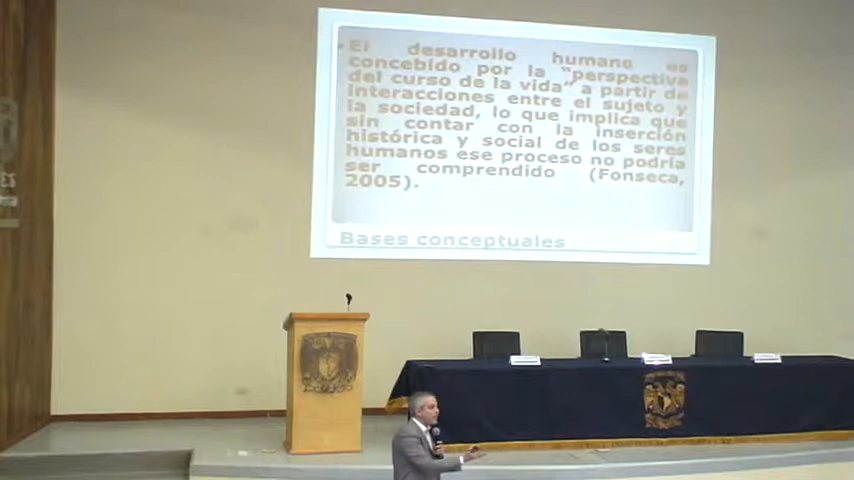 El desarrollo humano es
concebido por la “perspectiva
del curso de la vida” a partir de
interacciones entre el sujeto y
la sociedad, lo que implica que
sin contar con la inserción
histórica y social de los seres
humanos ese proceso no podría
ser comprendido (Fonseca,
2005).
Bases conceptuales